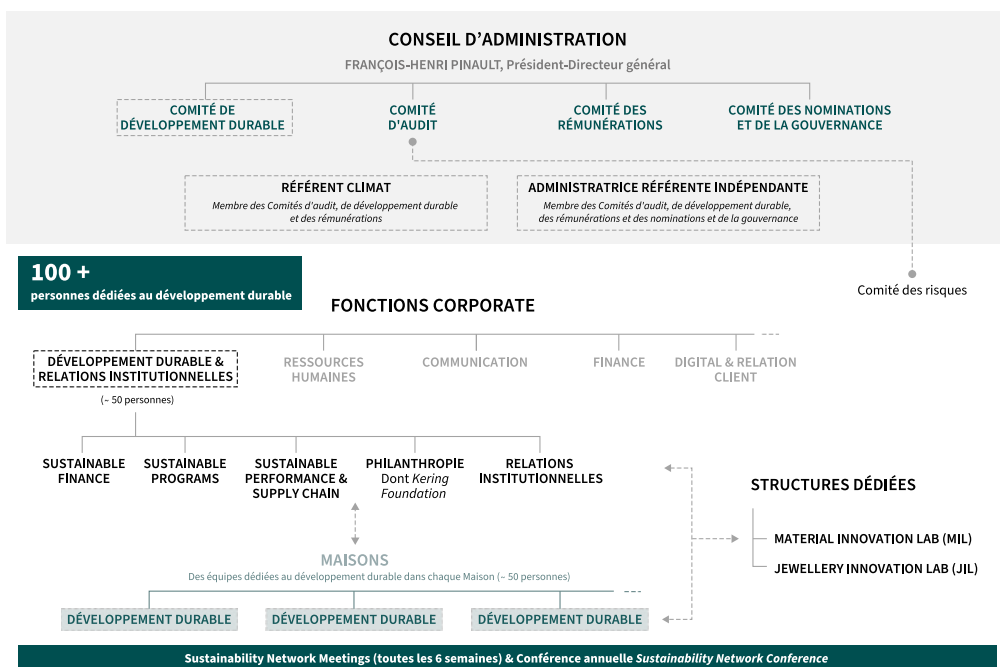 CONSEIL D'ADMINISTRATION
FRANÇOIS-HENRI PINAULT, Président-Directeur général
COMITÉ DE
DÉVELOPPEMENT DURABLE
COMITÉ
D'AUDIT
COMITÉ DES
RÉMUNÉRATIONS
COMITÉ DES NOMINATIONS
ET DE LA GOUVERNANCE
RÉFÉRENT CLIMAT
Membre des Comités d'audit, de développement durable
et des rémunérations
ADMINISTRATRICE RÉFÉRENTE INDÉPENDANTE
Membre des Comités d'audit, de développement durable,
des rémunérations et des nominations et de la gouvernance
100 +
personnes dédiées au développement durable
Comité des risques
FONCTIONS CORPORATE
DÉVELOPPEMENT DURABLE &
RELATIONS INSTITUTIONNELLES
(~ 50 personnes)
RESSOURCES
HUMAINES
COMMUNICATION
FINANCE
DIGITAL & RELATION
CLIENT
SUSTAINABLE
FINANCE
SUSTAINABLE
PROGRAMS
SUSTAINABLE
PERFORMANCE &
SUPPLY CHAIN
PHILANTHROPIE
Dont Kering
Foundation
RELATIONS
INSTITUTIONNELLES
STRUCTURES DÉDIÉES
MATERIAL INNOVATION LAB (MIL)
JEWELLERY INNOVATION LAB (JIL)
MAISONS
Des équipes dédiées au développement durable dans chaque Maison (~ 50 personnes)
DÉVELOPPEMENT DURABLE
DÉVELOPPEMENT DURABLE
DÉVELOPPEMENT DURABLE
Sustainability Network Meetings (toutes les 6 semaines) & Conférence annuelle Sustainability Network Conference